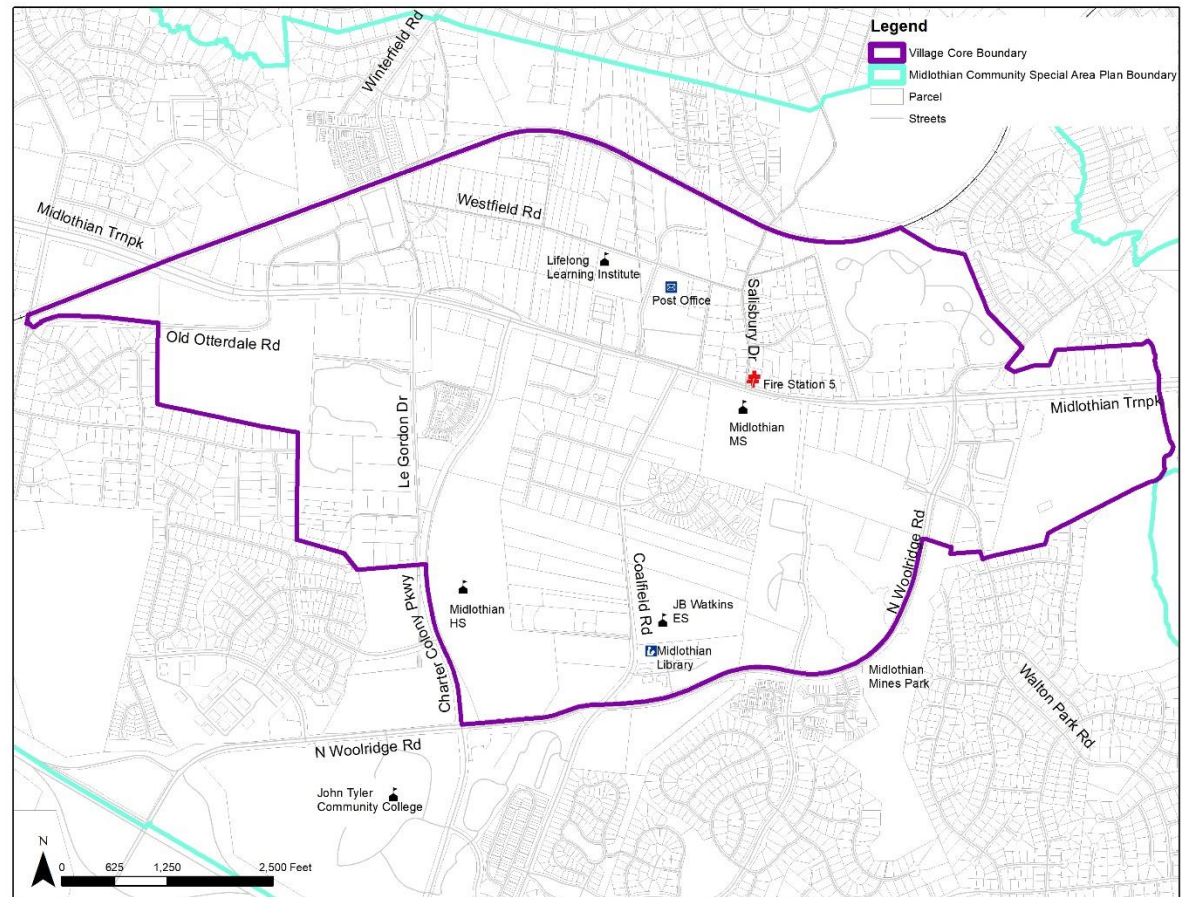 Legend
Village Core Boundary
Midlothian Community Special Area Plan Boundary
Parcel
Streets
Winterfield Rd
Midlothian Trnpk
Westfield Rd
Lifelong
Learning Institute
Post Office
Salisbury Dr
Old Otterdale Rd
Fire Station 5
Midlothian
MS
Midlothian Trnpk
Le Gordon Dr
N Woolridge Rd
Coalfield Rd
Charter Colony Pkwy
Midlothian
HS
JB Watkins
ES
Midlothian
Library
Midlothian
Mines Park
Walton Park Rd
N Woolridge Rd
John Tyler
Community College
N
0 625 1,250 2,500 Feet